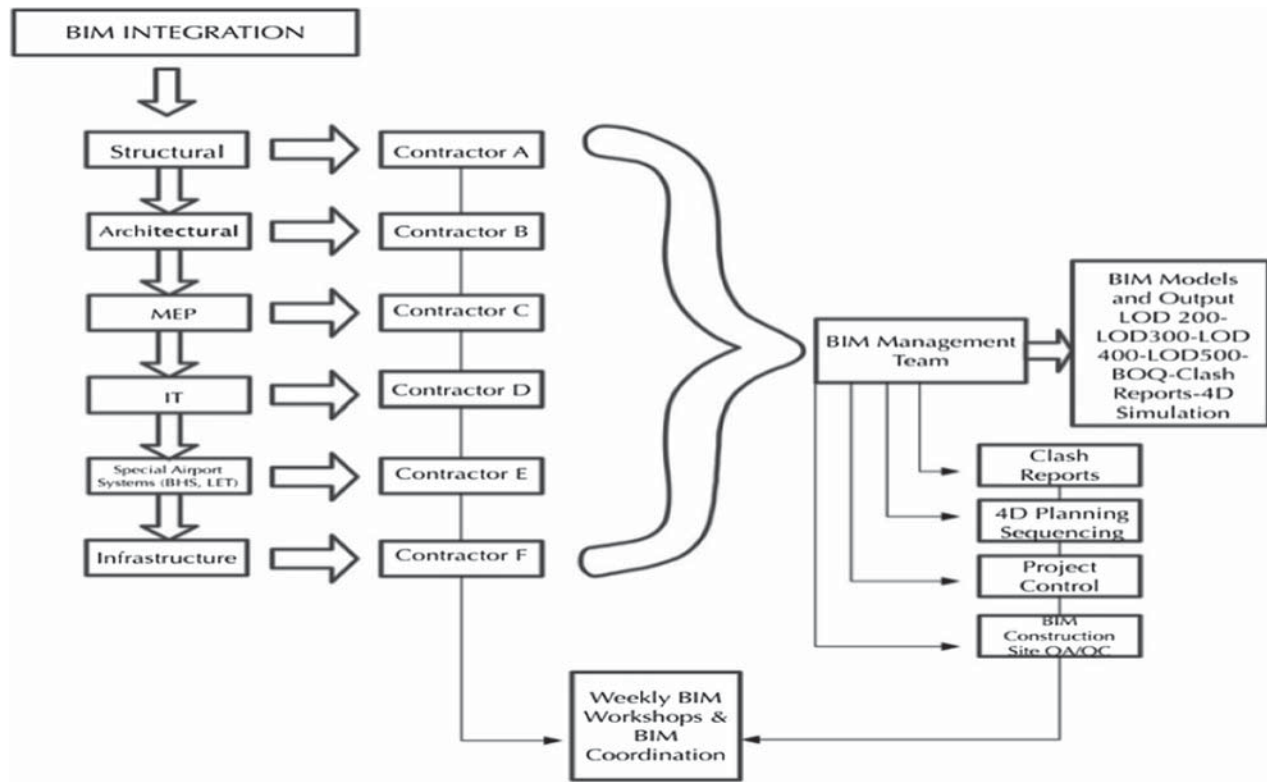 BIM INTEGRATION
Structural
Contractor A
Architectural
Contractor B
MEP
Contractor C
IT
Contractor D
Special Airport
Systems (BHS, LET)
Contractor E
Infrastructure
Contractor F
BIM Management
Team
BIM Models
and Output
LOD 200-
LOD300-LOD
400-LOD500-
BOQ-Clash
Reports-4D
Simulation
Clash
Reports
4D Planning
Sequencing
Project
Control
BIM
Construction
Site QA/QC
Weekly BIM
Workshops &
BIM
Coordination